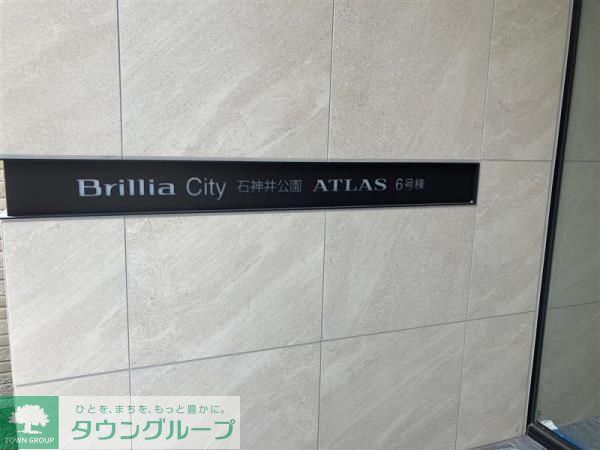 Brillia City 石神井公園 ATLAS 6号棟
ひとを、まちを、もっと豊かに。
タウングループ
TOWN GROUP